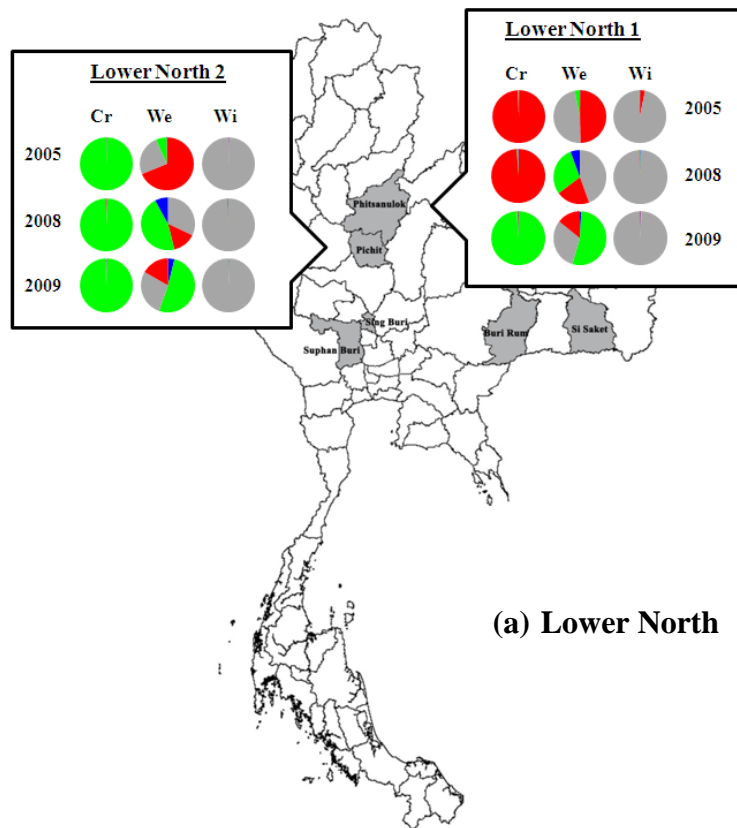 Lower North 2
Cr We Wi
2005
2008
2009
Lower North 1
Cr We Wi
2005
2008
2009
Phitsanulok
Pichit
Sing Buri
Suphan Buri
Buri Rum
Si Saket
(a) Lower North